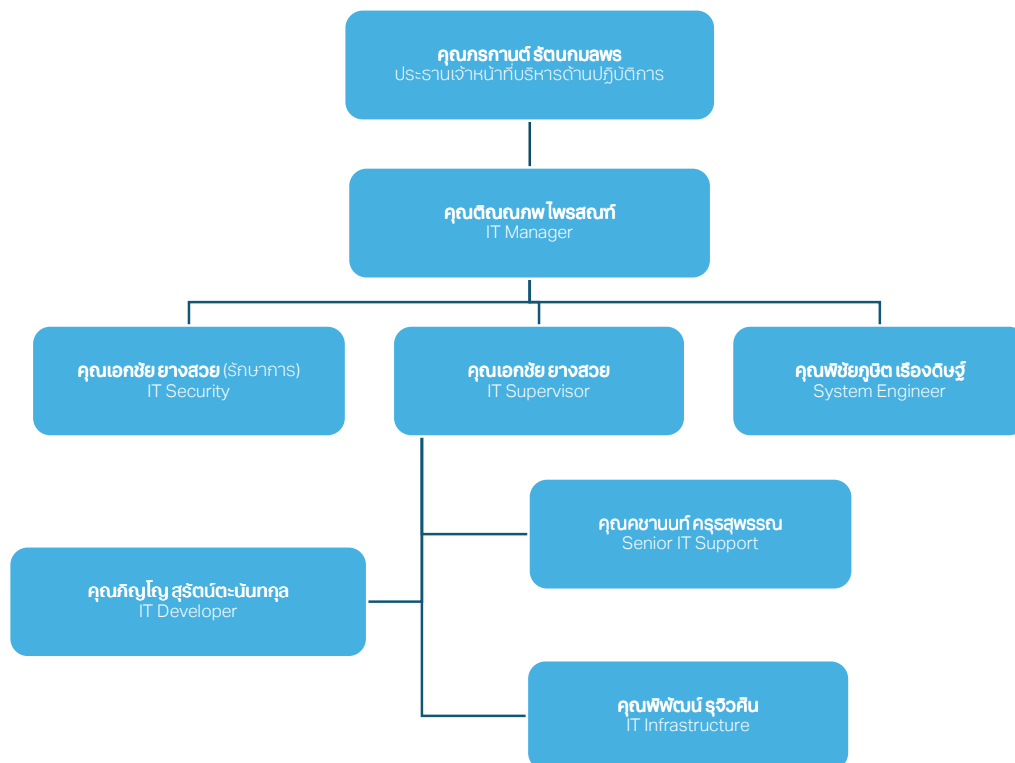 คุณภรกานต์ รัตนกมลพร
ประธานเจ้าหน้าที่บริหารด้านปฏิบัติการ
คุณติณณภพ ไพรสณฑ์
IT Manager
คุณเอกชัย ยางสวย (รักษาการ)
IT Security
คุณเอกชัย ยางสวย
IT Supervisor
คุณพิชัยภูษิต เรืองดิษฐ์
System Engineer
คุณคชานนท์ ครุธสุพรรณ
Senior IT Support
คุณภิญโญ สุรัตน์ตะนันทกุล
IT Developer
คุณพิพัฒน์ รุจิวศิน
IT Infrastructure